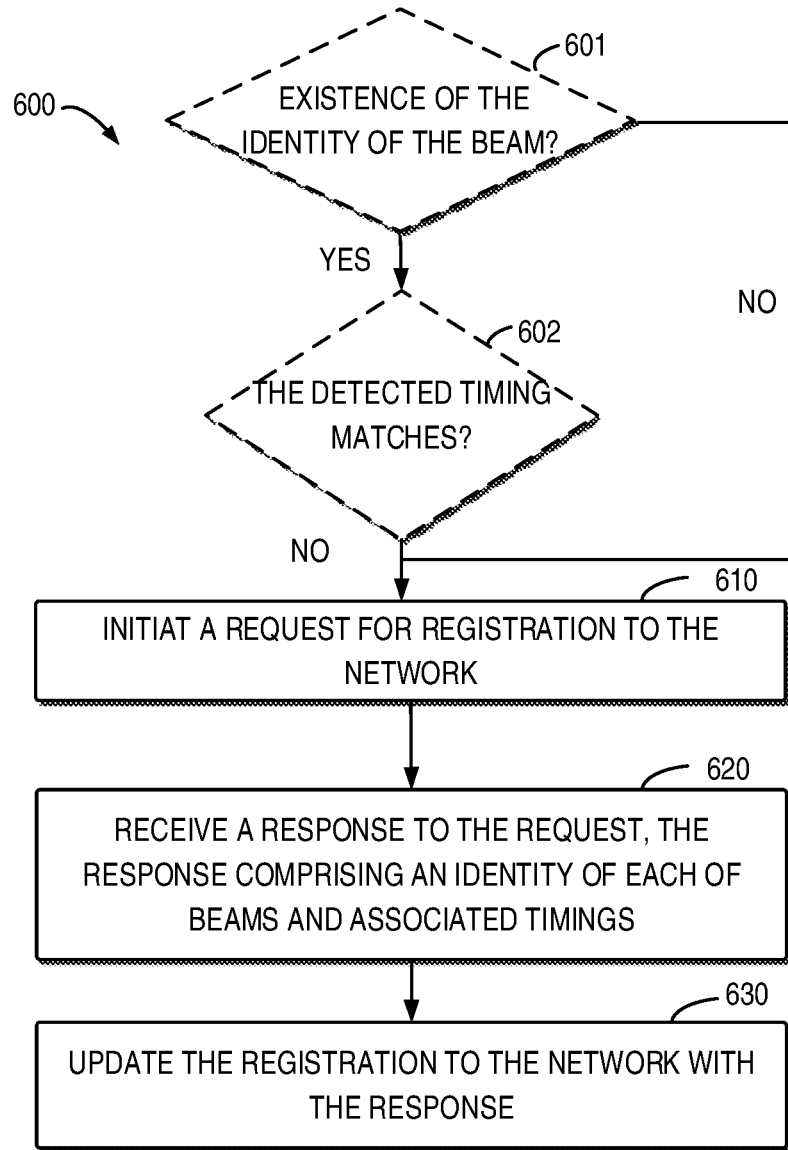 601
600
EXISTENCE OF THE
IDENTITY OF THE BEAM?
YES
NO
602
THE DETECTED TIMING
MATCHES?
NO
610
INITIAT A REQUEST FOR REGISTRATION TO THE
NETWORK
620
RECEIVE A RESPONSE TO THE REQUEST, THE
RESPONSE COMPRISING AN IDENTITY OF EACH OF
BEAMS AND ASSOCIATED TIMINGS
630
UPDATE THE REGISTRATION TO THE NETWORK WITH
THE RESPONSE